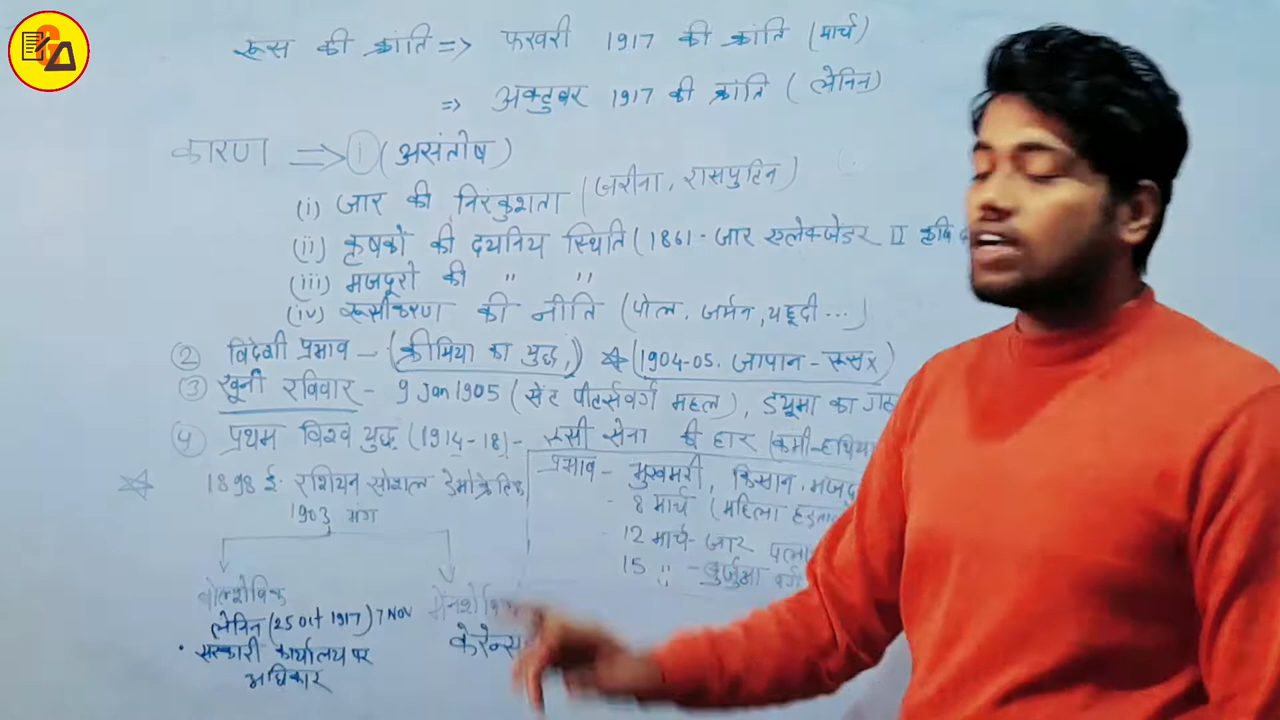 रूस की क्रांति => फरवरी 1917 की क्रांति (मार्च)
=> अक्टुबर 1917 की क्रांति (लेनिन)
कारण => ① (असंतोष)
(i) जार की निरंकुशता (जरीना, रासपुटिन)
(ii) कृषकों की दयनिय स्थिति (1861 - जार एलेक्जेंडर II कृषि
(iii) मजदूरो की " "
(iv) रूसीकरण की नीति (पोल, जर्मन, यहूदी ...)
② विदेशी प्रभाव - (क्रीमिया का युद्ध,) ☆ (1904-05. जापान - रूस x)
③ खूनी रविवार - 9 Jan 1905 (सेंट पीटर्सवर्ग महल), ड्यूमा का
④ प्रथम विश्व युद्ध (1914-18) - रूसी सेना की हार (कमी-हथिया
प्रभाव - भुखमरी, किसान, मजदू
☆ 1898 ई. रशियन सोशल डेमोक्रेटिक
- 8 मार्च (महिला हड़ता
1903 भंग
12 मार्च - जार पला
15 " - बुर्जुआ वर्ग
बोल्शेविक
मेनशेविक
लेनिन (25 Oct 1917) 7 Nov
केरेन्स
• सरकारी कार्यालय पर
अधिकार